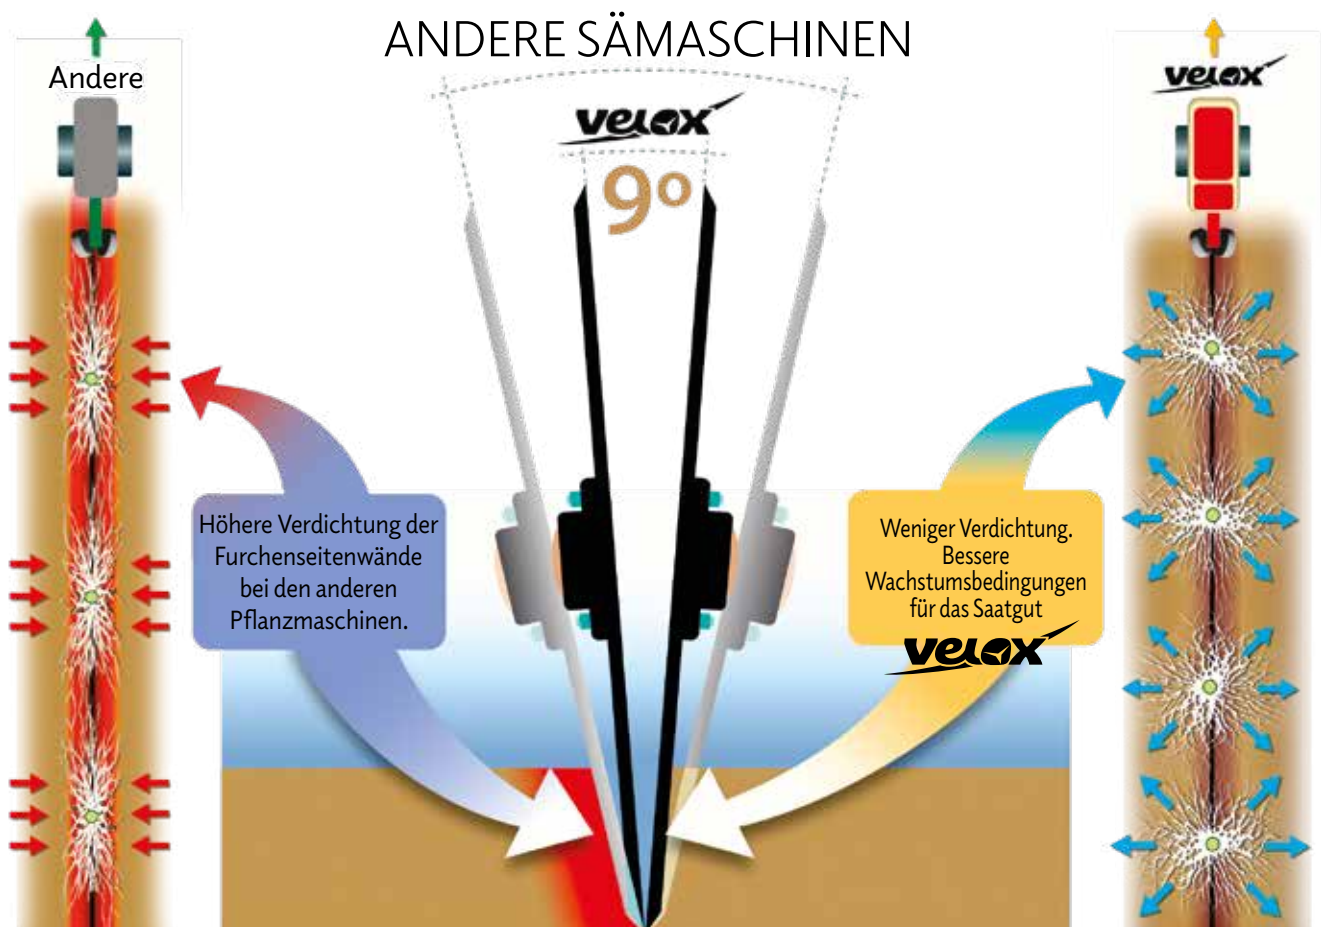 ANDERE SÄMASCHINEN
Andere
velox
velox
9º
Höhere Verdichtung der
Furchenseitenwände
bei den anderen
Pflanzmaschinen.
Weniger Verdichtung.
Bessere
Wachstumsbedingungen
für das Saatgut
velox